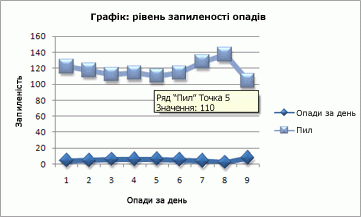 Графік: рівень запиленості опадів
160
140
120
100
80
60
40
20
0
Запиленість
Ряд "Пил" Точка 5
Значення: 110
Опади за день
Пил
1 2 3 4 5 6 7 8 9
Опади за день